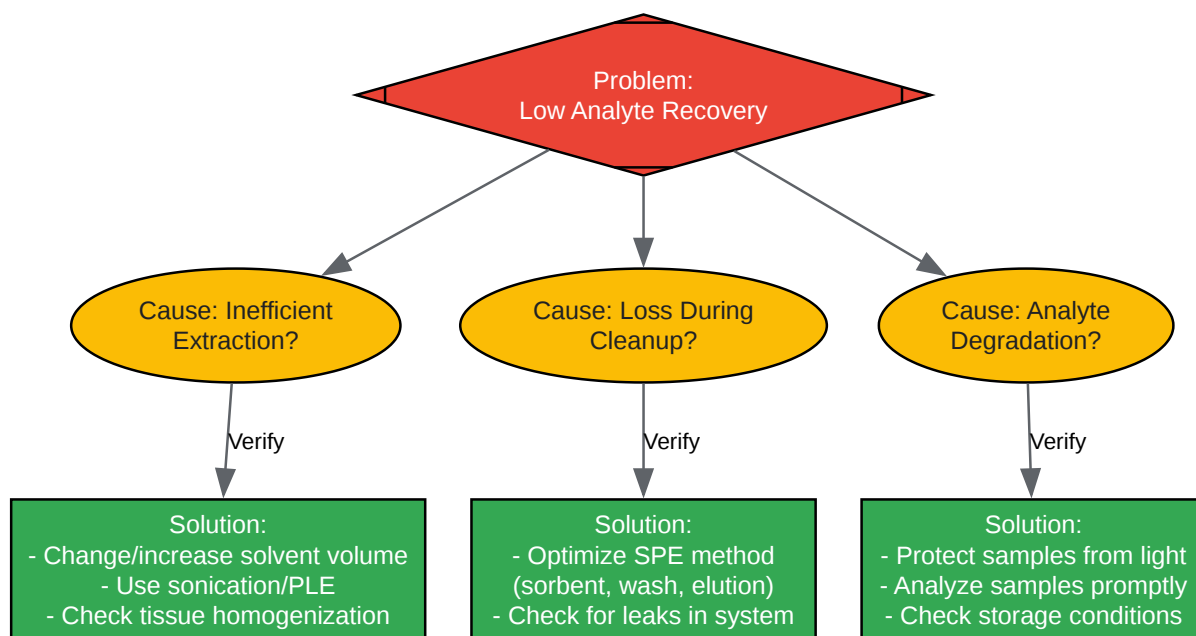 Problem:
Low Analyte Recovery
Cause: Inefficient
Extraction?
Cause: Loss During
Cleanup?
Cause: Analyte
Degradation?
Verify
Verify
Verify
Solution:
- Change/increase solvent volume
- Use sonication/PLE
- Check tissue homogenization
Solution:
- Optimize SPE method
(sorbent, wash, elution)
- Check for leaks in system
Solution:
- Protect samples from light
- Analyze samples promptly
- Check storage conditions